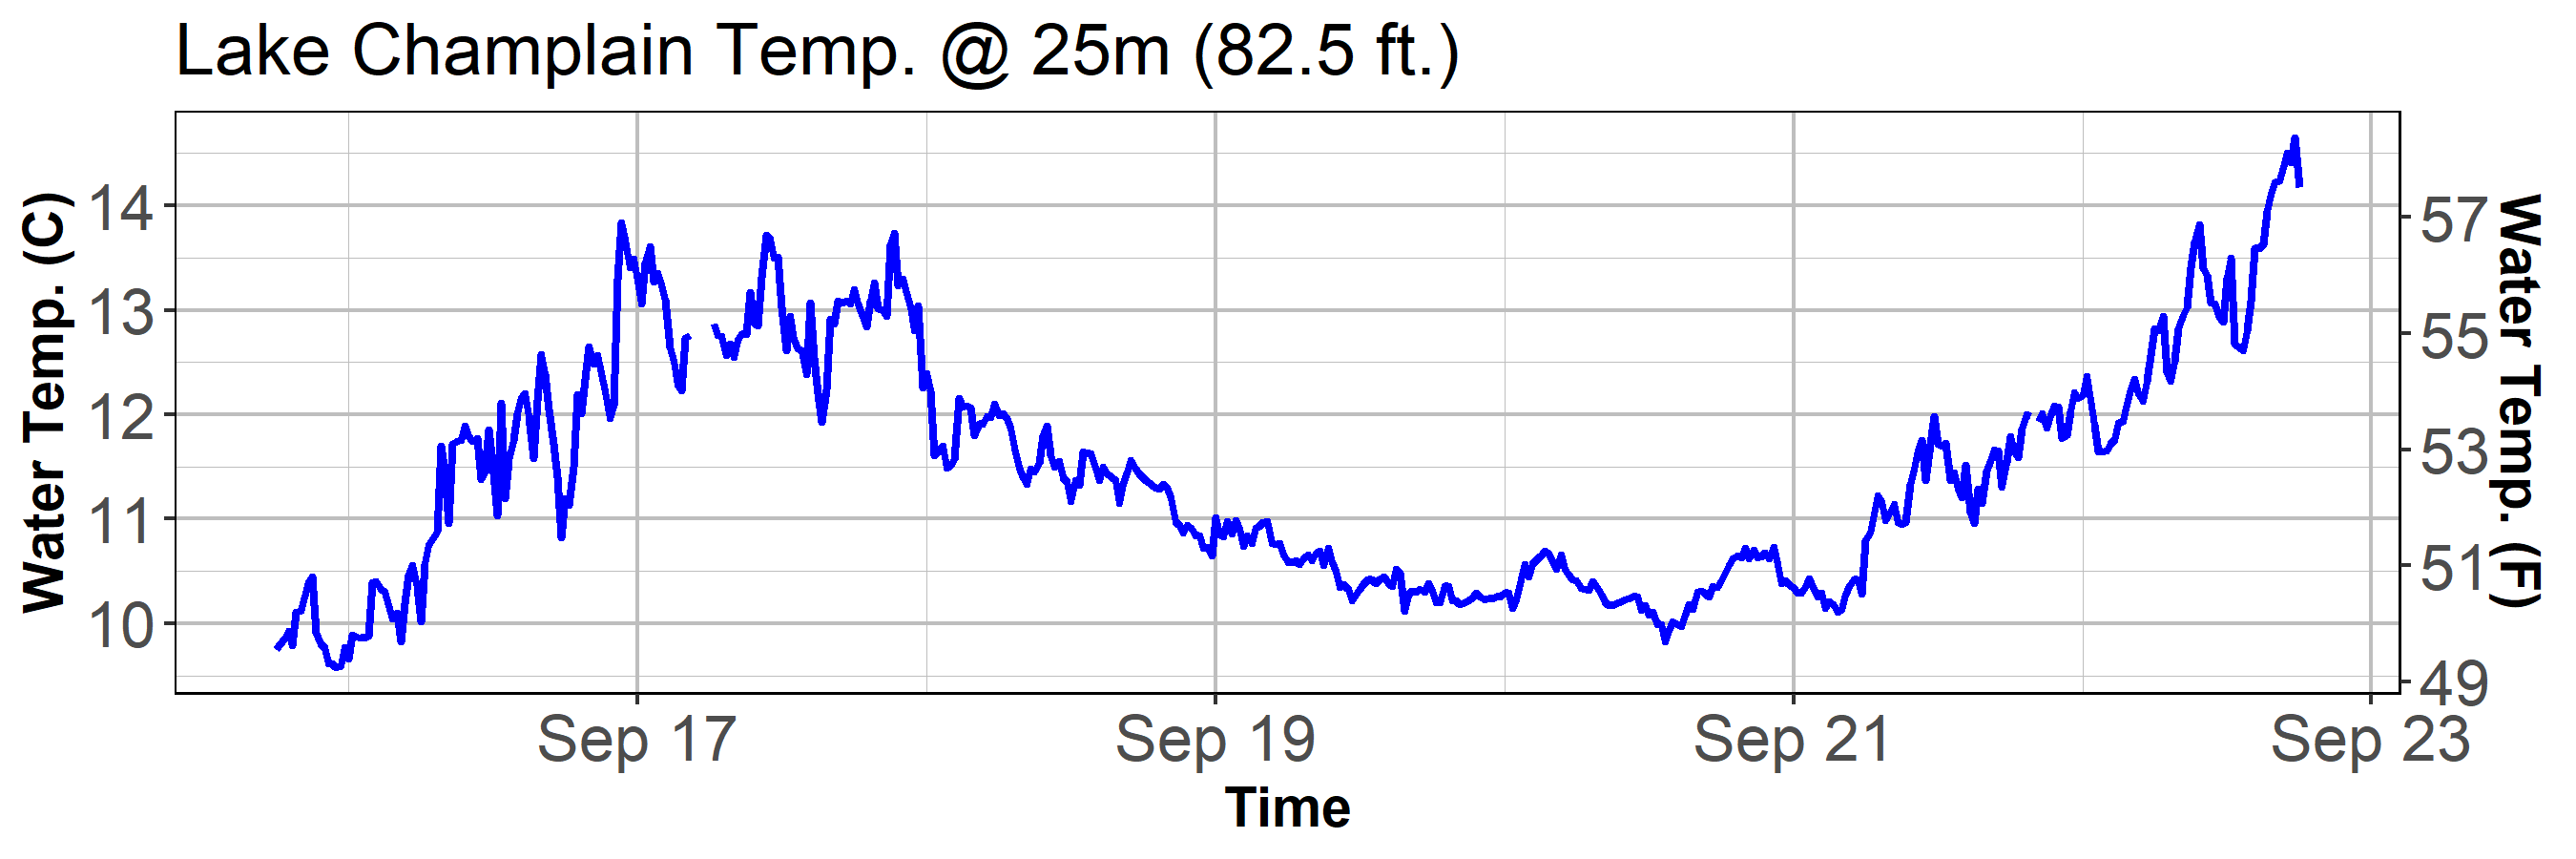 Lake Champlain Temp. @ 25m (82.5 ft.)
Water Temp. (C)
14
13
12
11
10
57
55
53
51
49
Water Temp. (F)
Sep 17
Sep 19
Sep 21
Sep 23
Time